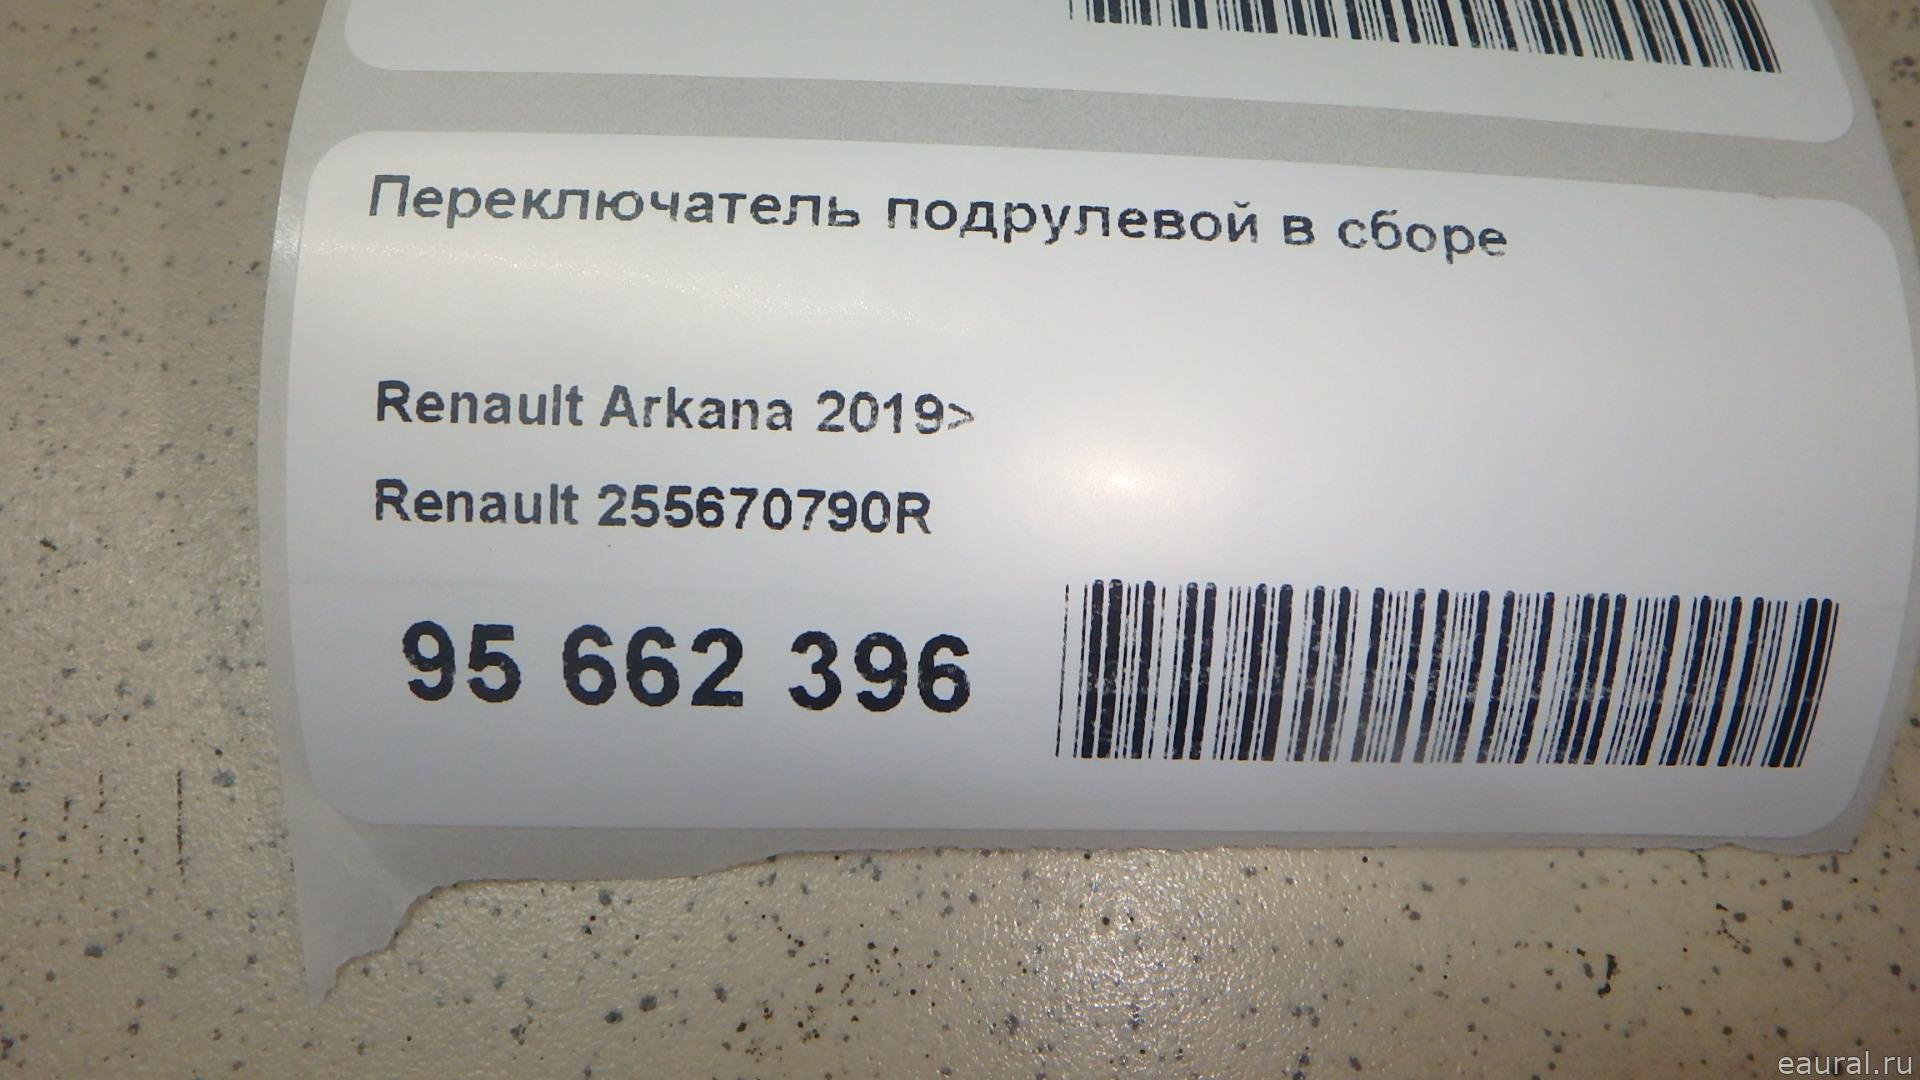 Переключатель подрулевой в сборе
Renault Arkana 2019>
Renault 255670790R
95 662 396
eaural.ru